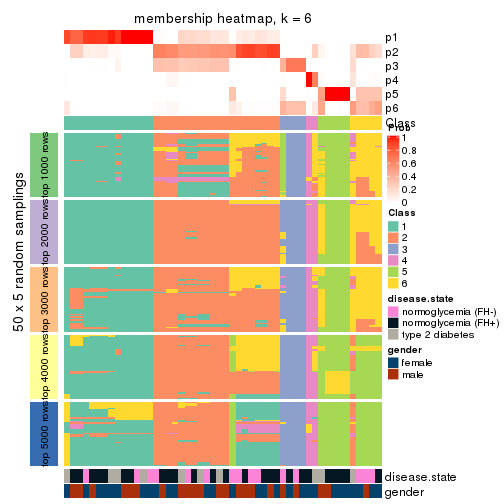 membership heatmap, k = 6
p1
p2
p3
p4
p5
p6
Class
Prob
1
0.8
0.6
0.4
0.2
0
Class
1
2
3
4
5
6
disease.state
normoglycemia (FH-)
normoglycemia (FH+)
type 2 diabetes
gender
female
male
50 x 5 random samplings
top 1000 rows
top 2000 rows
top 3000 rows
top 4000 rows
top 5000 rows
disease.state
gender